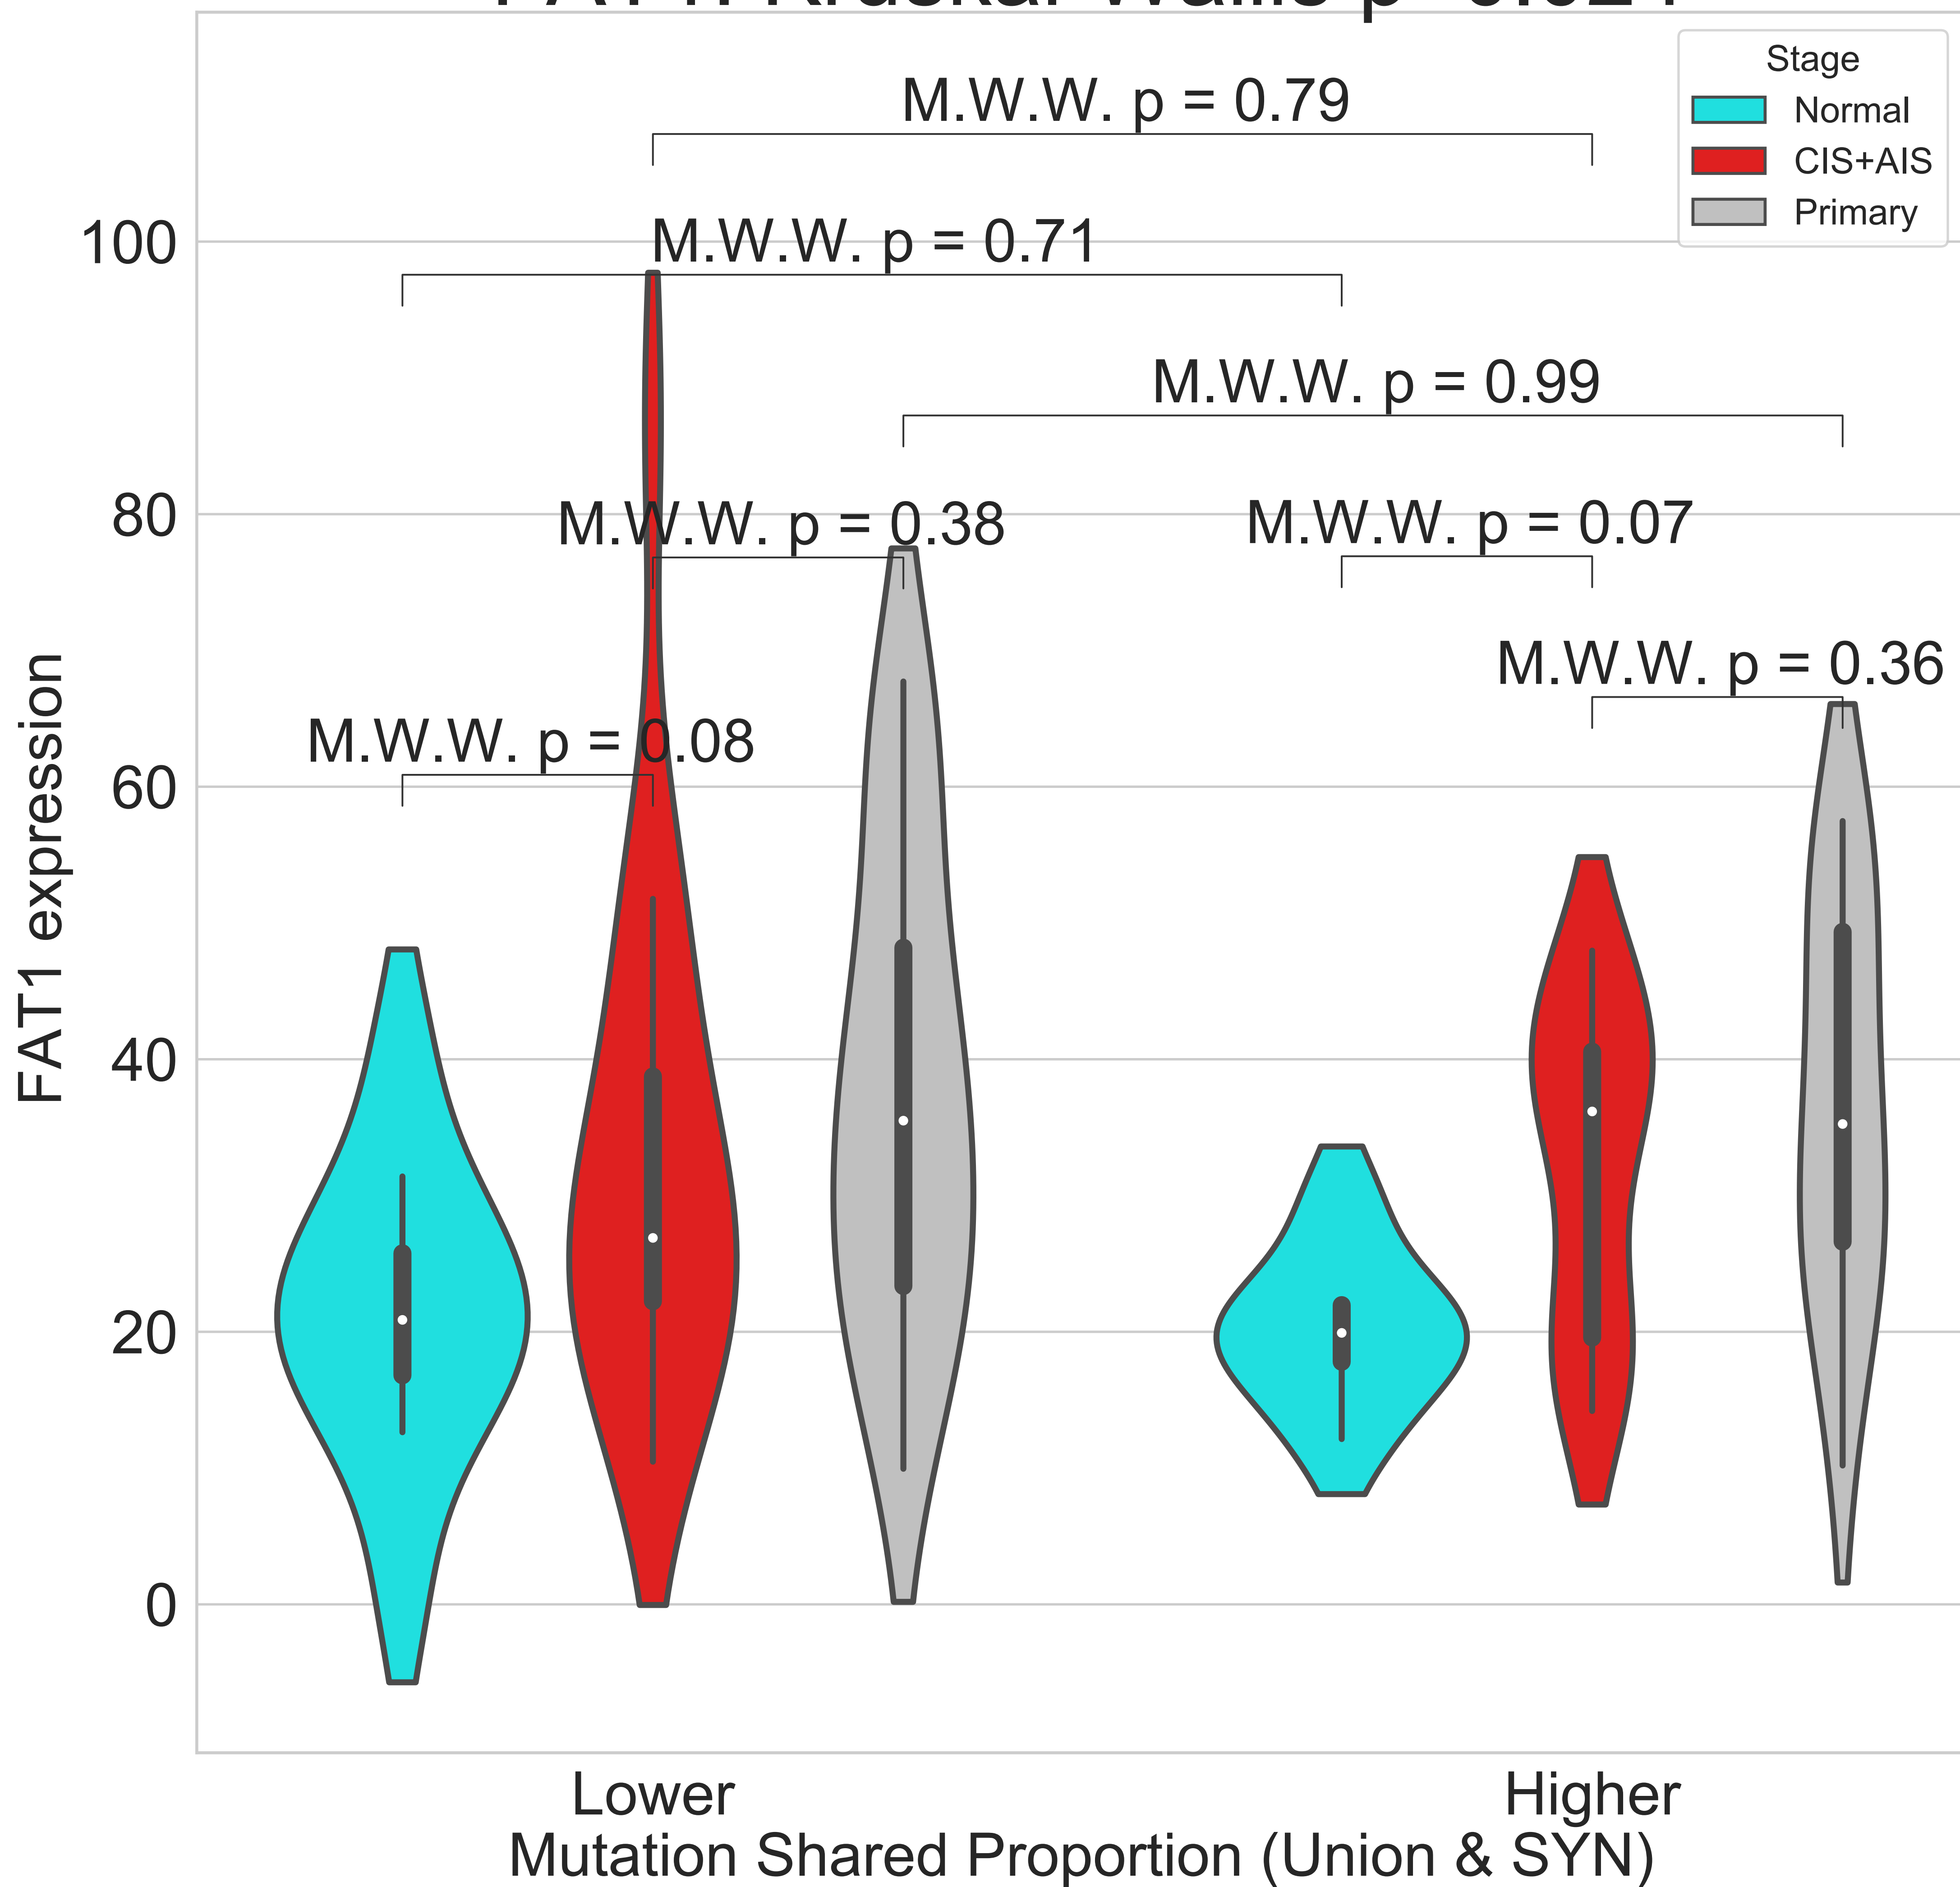 Stage
Normal
CIS+AIS
Primary
M.W.W. p = 0.79
M.W.W. p = 0.71
M.W.W. p = 0.99
M.W.W. p = 0.38
M.W.W. p = 0.07
M.W.W. p = 0.36
M.W.W. p = 0.08
100
80
60
40
20
0
FAT1 expression
Lower
Higher
Mutation Shared Proportion (Union & SYN)